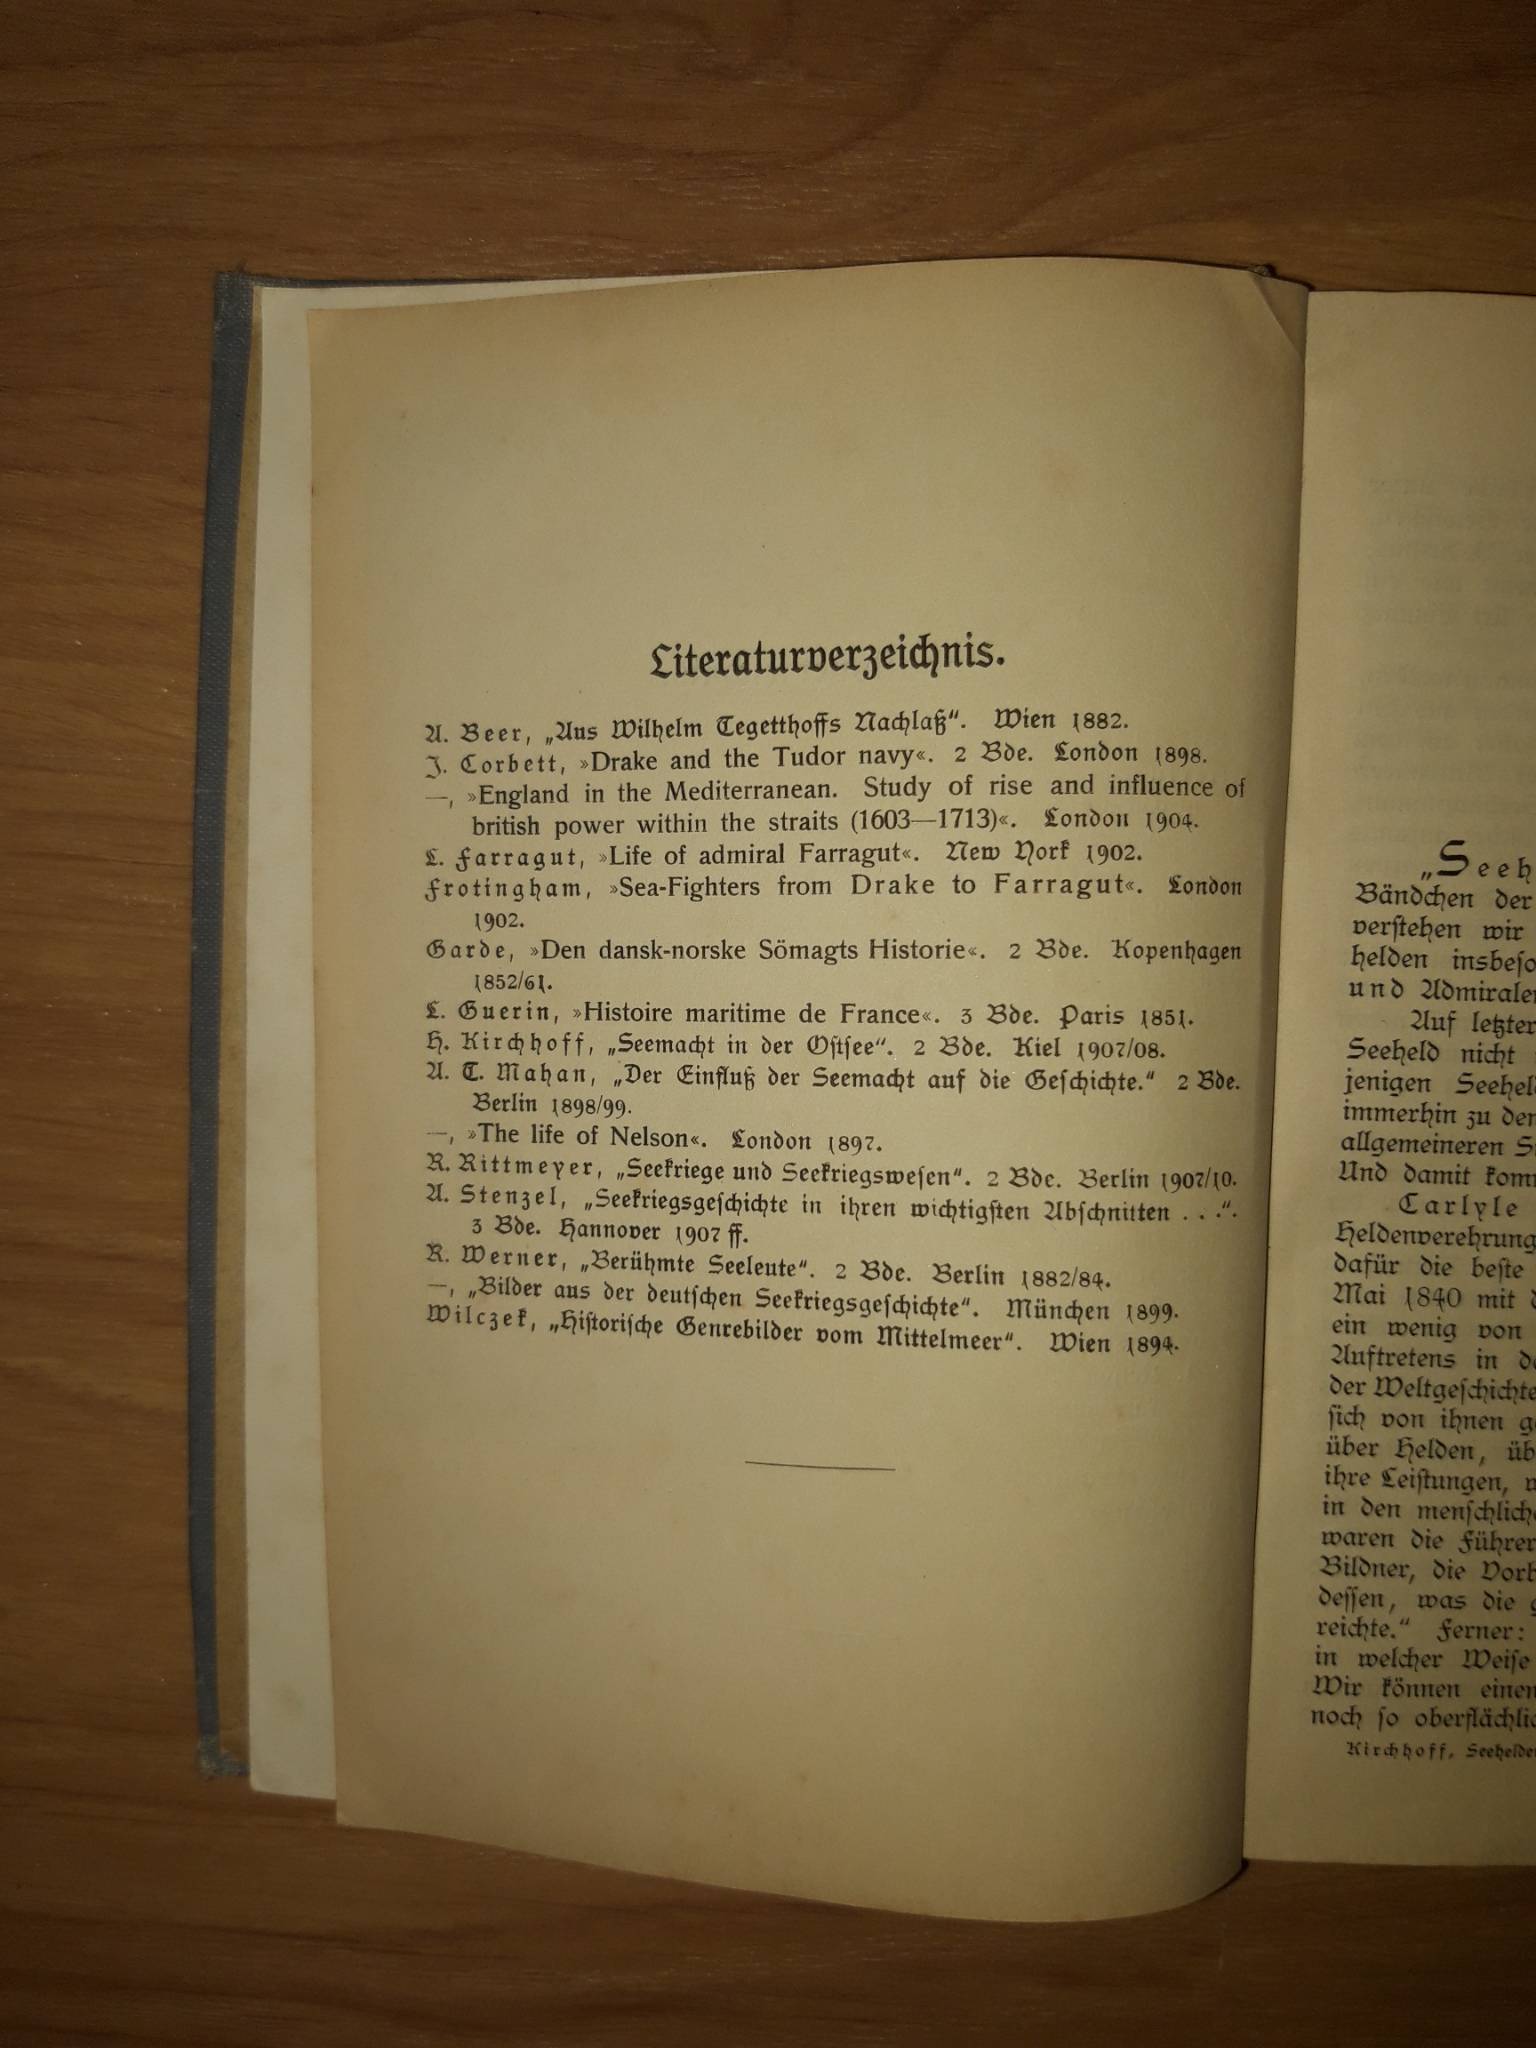 Literaturverzeichnis.
A. Beer, „Aus Wilhelm Tegetthoffs Nachlaß“. Wien 1882.
J. Corbett, »Drake and the Tudor navy«. 2 Bde. London 1898.
—, »England in the Mediterranean. Study of rise and influence of
british power within the straits (1603—1713)«. London 1904.
L. Farragut, »Life of admiral Farragut«. New York 1902.
Frotingham, »Sea-Fighters from Drake to Farragut«. London
1902.
Garde, »Den dansk-norske Sömagts Historie«. 2 Bde. Kopenhagen
1852/61.
L. Guerin, »Histoire maritime de France«. 3 Bde. Paris 1851.
H. Kirchhoff, „Seemacht in der Ostsee“. 2 Bde. Kiel 1907/08.
A. T. Mahan, „Der Einfluß der Seemacht auf die Geschichte.“ 2 Bde.
Berlin 1898/99.
—, »The life of Nelson«. London 1897.
R. Rittmeyer, „Seekriege und Seekriegswesen“. 2 Bde. Berlin 1907/10.
A. Stenzel, „Seekriegsgeschichte in ihren wichtigsten Abschnitten . . .“.
3 Bde. Hannover 1907 ff.
R. Werner, „Berühmte Seeleute“. 2 Bde. Berlin 1882/84.
—, „Bilder aus der deutschen Seekriegsgeschichte“. München 1899.
Wilczek, „Historische Genrebilder vom Mittelmeer“. Wien 1894.
„Seeh
Bändchen der
verstehen wir
helden insbeso
und Admirale
Auf letzter
Seeheld nicht
jenigen Seehel
immerhin zu den
allgemeineren S
Und damit kom
Carlyle
Heldenverehrung
dafür die beste
Mai 1840 mit d
ein wenig von
Auftretens in d
der Weltgeschichte
sich von ihnen g
über Helden, üb
ihre Leistungen, w
in den menschliche
waren die Führer
Bildner, die Vorb
dessen, was die g
reichte.“ Ferner:
in welcher Weise
Wir können einen
noch so oberflächlic
Kirchhoff, Seehelde